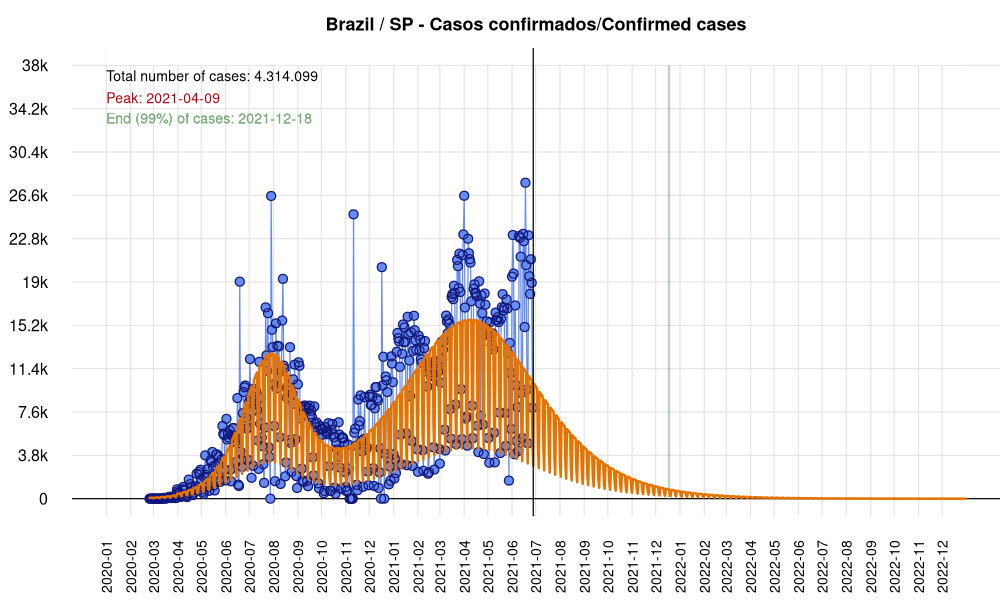 Brazil / SP - Casos confirmados/Confirmed cases
Total number of cases: 4.314.099
Peak: 2021-04-09
End (99%) of cases: 2021-12-18
38k
34.2k
30.4k
26.6k
22.8k
19k
15.2k
11.4k
7.6k
3.8k
0
2020-01
2020-02
2020-03
2020-04
2020-05
2020-06
2020-07
2020-08
2020-09
2020-10
2020-11
2020-12
2021-01
2021-02
2021-03
2021-04
2021-05
2021-06
2021-07
2021-08
2021-09
2021-10
2021-11
2021-12
2022-01
2022-02
2022-03
2022-04
2022-05
2022-06
2022-07
2022-08
2022-09
2022-10
2022-11
2022-12